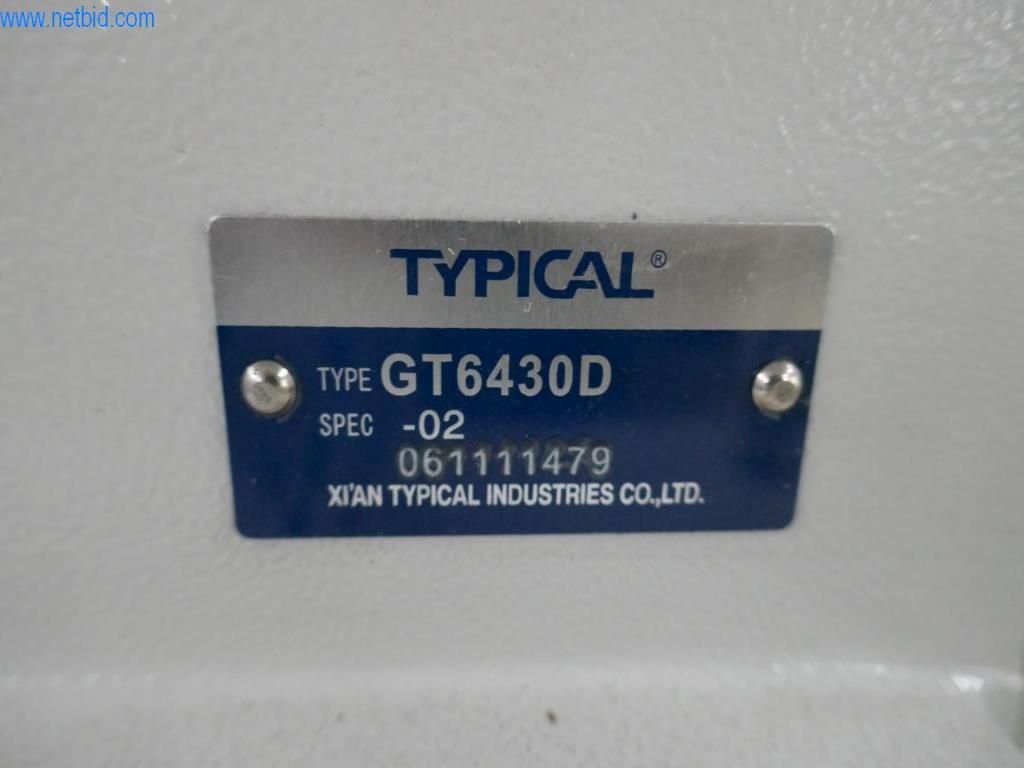 www.netbid.com
TYPICAL®
TYPE GT6430D
SPEC -02
061111479
XI'AN TYPICAL INDUSTRIES CO.,LTD.